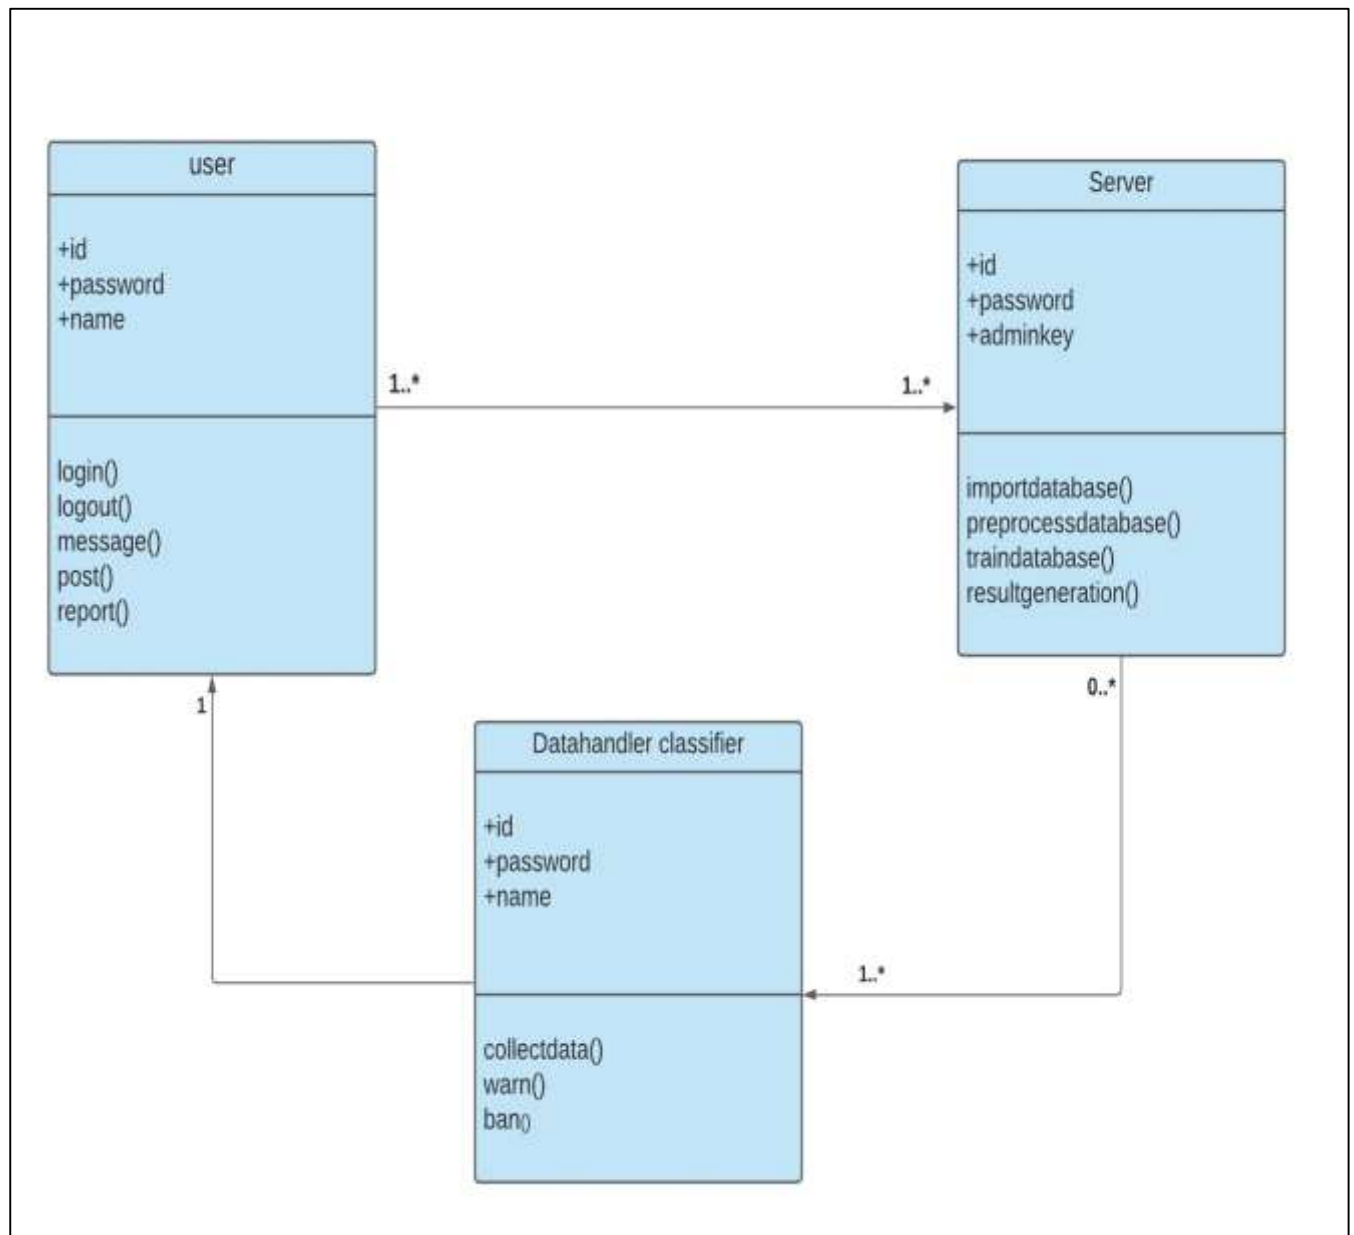 user
+id
+password
+name
login()
logout()
message()
post()
report()
1..*
1..*
Server
+id
+password
+adminkey
importdatabase()
preprocessdatabase()
traindatabase()
resultgeneration()
0..*
1
Datahandler classifier
+id
+password
+name
collectdata()
warn()
ban()
1..*